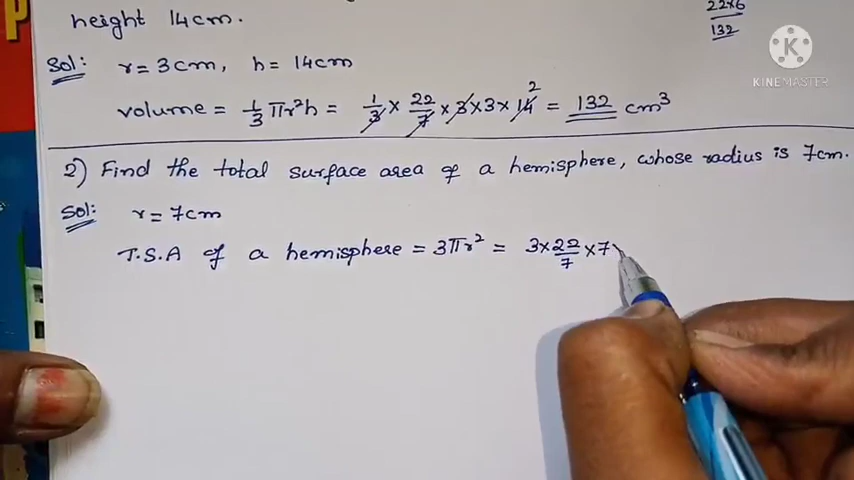 height 14cm.
22×6
132
Sol: r = 3cm, h = 14cm
volume = 1/3 πr²h = 1/3 × 22/7 × 3×3× 14 2 = 132 cm³
K
KINEMASTER
2) Find the total surface area of a hemisphere, whose radius is 7cm.
Sol: r = 7cm
T.S.A of a hemisphere = 3πr² = 3×22/7×7×